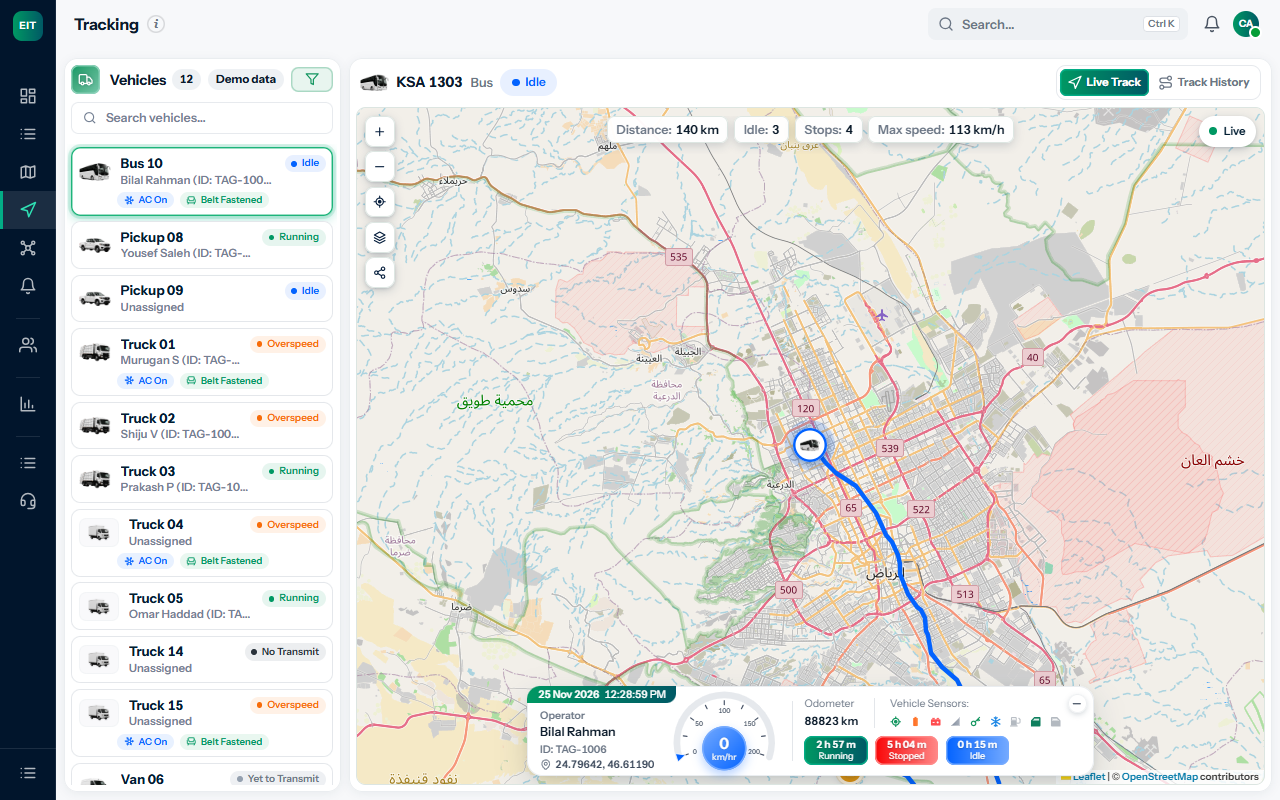 EIT
Tracking
Search...
Ctrl K
CA
Vehicles
12
Demo data
Search vehicles...
Bus 10
Idle
Bilal Rahman (ID: TAG-100...
AC On
Belt Fastened
Pickup 08
Running
Yousef Saleh (ID: TAG-...
Pickup 09
Idle
Unassigned
Truck 01
Overspeed
Murugan S (ID: TAG-...
AC On
Belt Fastened
Truck 02
Overspeed
Shiju V (ID: TAG-100...
Truck 03
Running
Prakash P (ID: TAG-10...
Truck 04
Overspeed
Unassigned
AC On
Belt Fastened
Truck 05
Running
Omar Haddad (ID: TA...
Truck 14
No Transmit
Unassigned
Truck 15
Overspeed
Unassigned
AC On
Belt Fastened
Van 06
Yet to Transmit
KSA 1303 Bus
Idle
Live Track
Track History
Distance: 140 km
Idle: 3
Stops: 4
Max speed: 113 km/h
Live
ملهم
عرق بنبان
حريملاء
535
سدوس
40
العيينة
الجبيلة
محافظة
الدرعية
محمية طويق
120
539
خشم العان
الدرعية
65
522
محافظة
ضرما
الرياض
500
513
ضرما
65
نفود قنيفذة
25 Nov 2026 12:28:59 PM
Operator
Bilal Rahman
ID: TAG-1006
24.79642, 46.61190
0
50
100
150
200
0
km/hr
Odometer
88823 km
Vehicle Sensors:
2 h 57 m
Running
5 h 04 m
Stopped
0 h 15 m
Idle
Leaflet | © OpenStreetMap contributors